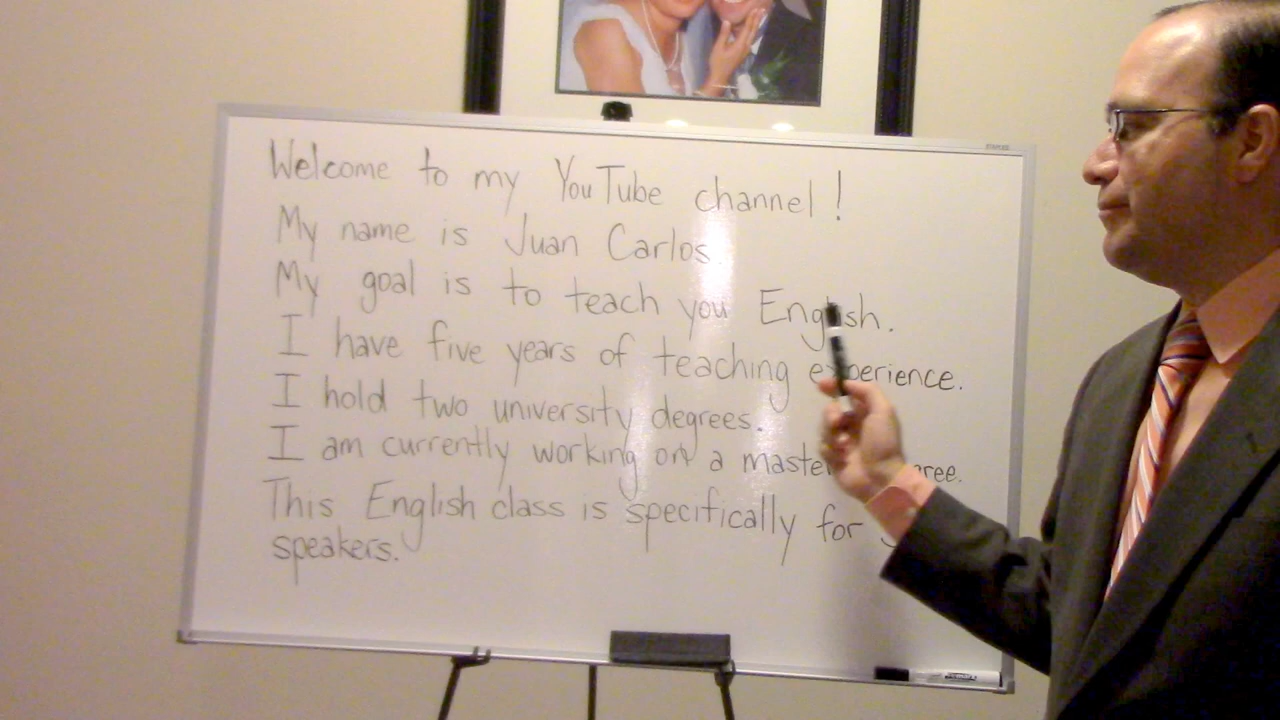 Welcome to my YouTube channel!
My name is Juan Carlos.
My goal is to teach you English.
I have five years of teaching experience.
I hold two university degrees.
I am currently working on a
This English class is specifically for
speakers.
STAPLES